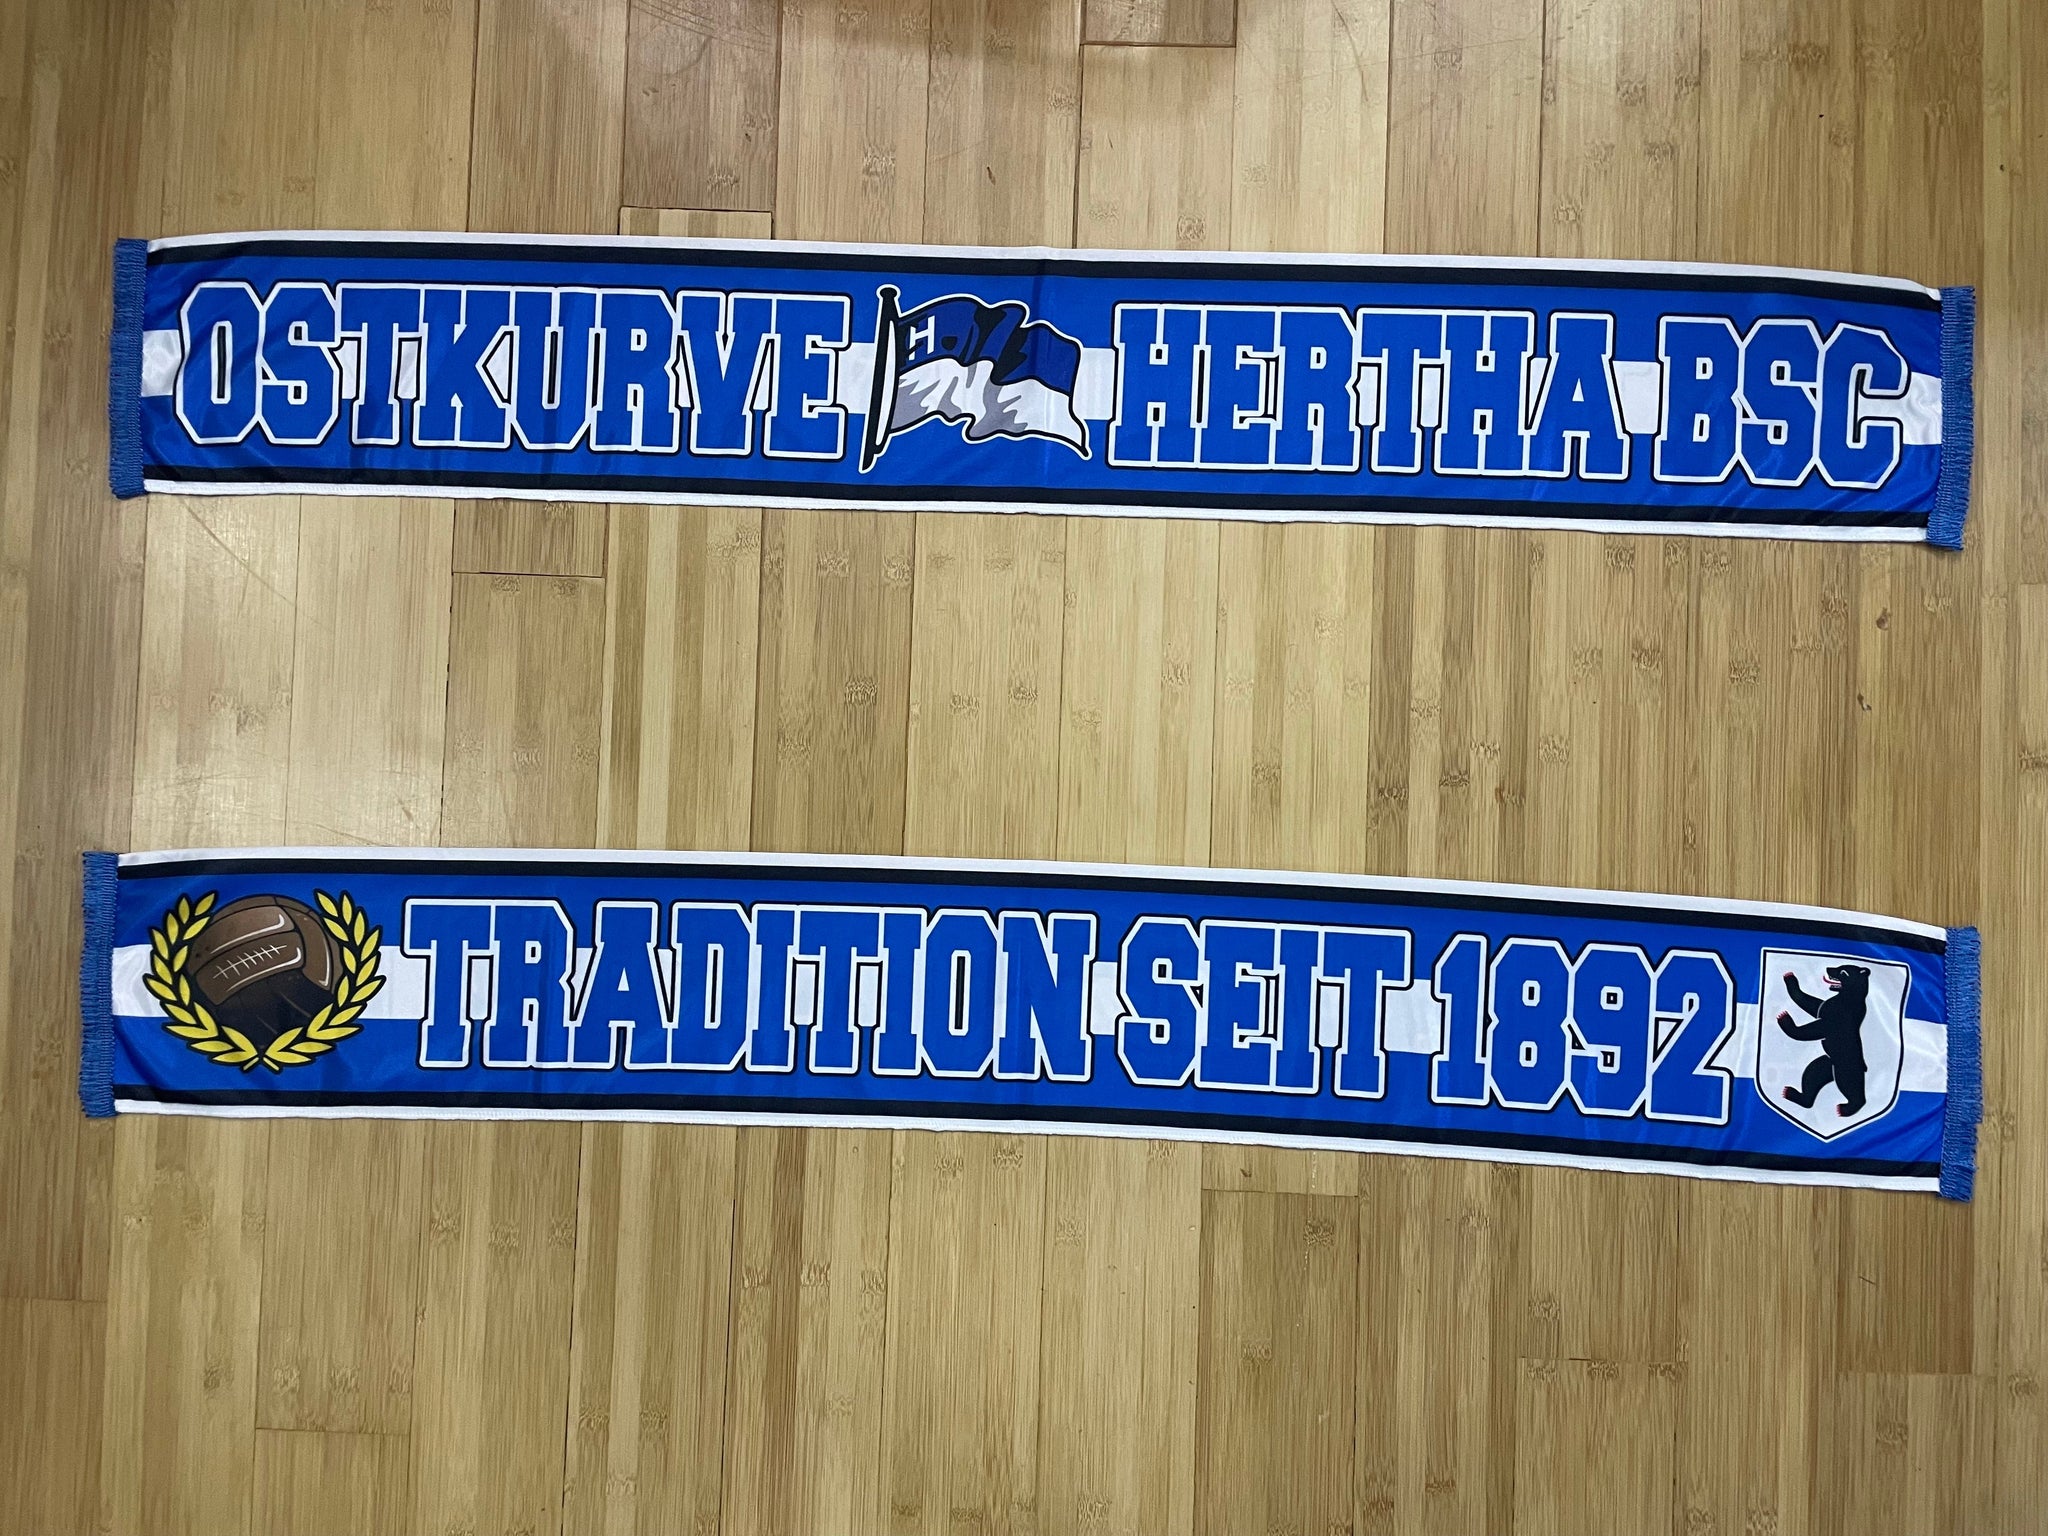 OSTKURVE HERTHA BSC
TRADITION SEIT 1892